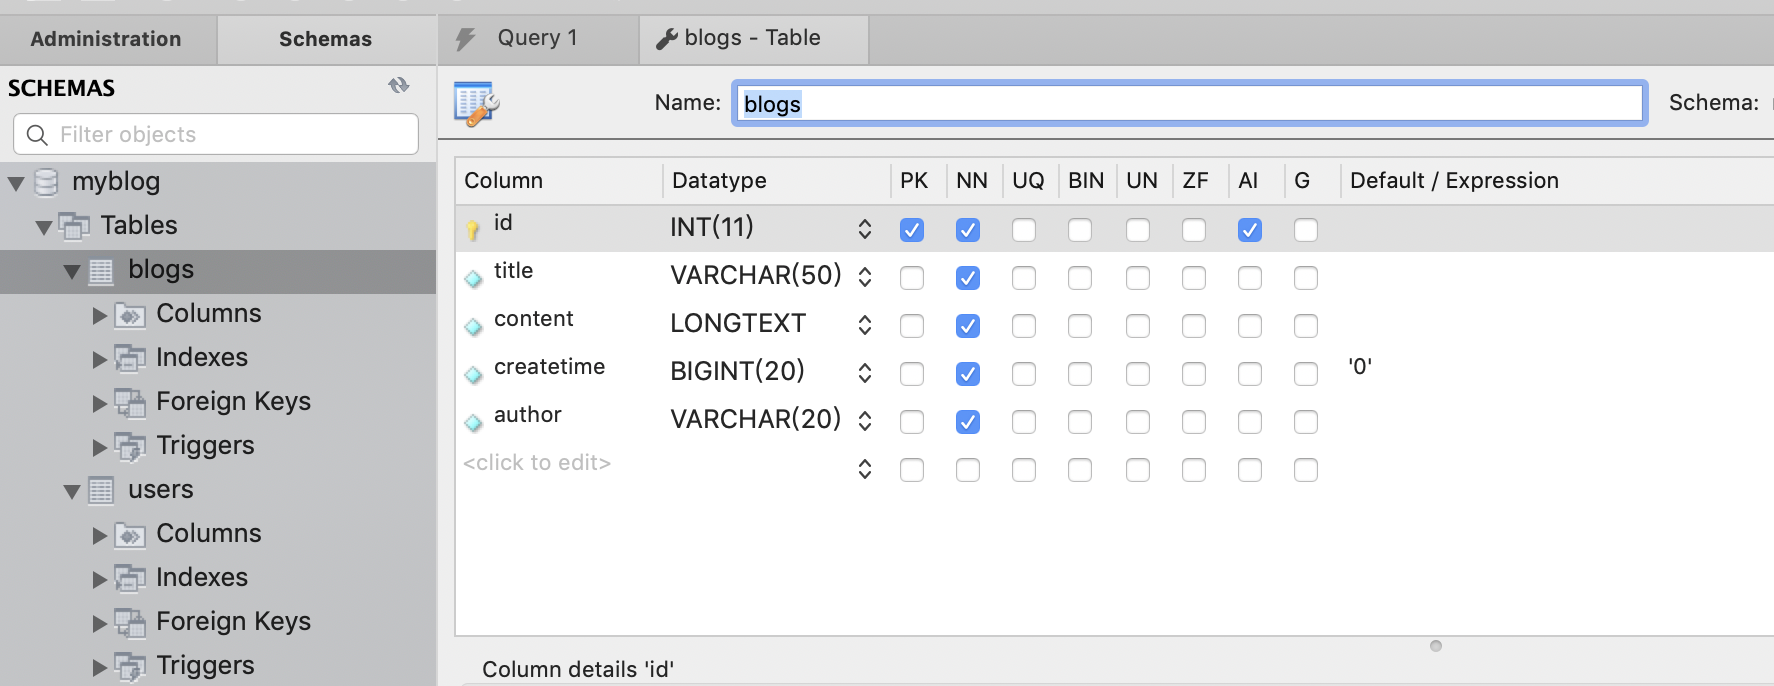 Administration Schemas Query 1 blogs - Table
SCHEMAS
Filter objects
myblog
Tables
blogs
Columns
Indexes
Foreign Keys
Triggers
users
Columns
Indexes
Foreign Keys
Triggers
Name: blogs Schema:
Column Datatype PK NN UQ BIN UN ZF AI G Default / Expression
id INT(11)
title VARCHAR(50)
content LONGTEXT
createtime BIGINT(20) '0'
author VARCHAR(20)
<click to edit>
Column details 'id'